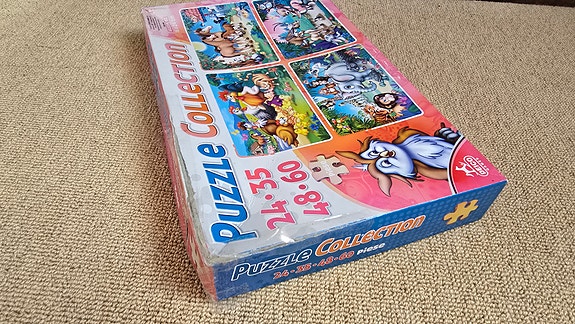 PUZZLE COLLECTION
24·35
48·60
PUZZLE COLLECTION
24·35·48·60 piese